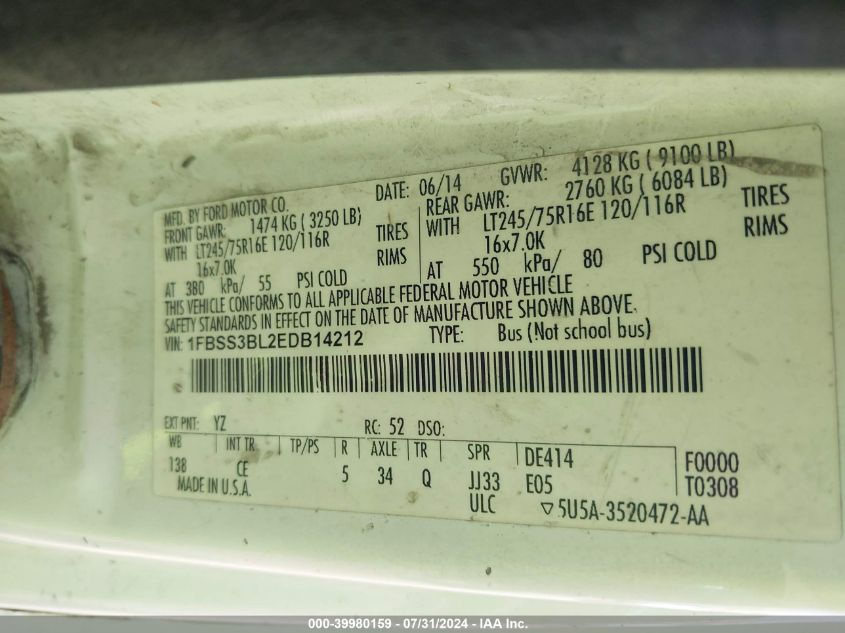 MFD. BY FORD MOTOR CO.
DATE: 06/14 GVWR: 4128 KG ( 9100 LB)
FRONT GAWR: 1474 KG ( 3250 LB)
REAR GAWR: 2760 KG ( 6084 LB)
WITH LT245/75R16E 120/116R TIRES
WITH LT245/75R16E 120/116R TIRES
16x7.0K RIMS
16x7.0K RIMS
AT 380 kPa/ 55 PSI COLD
AT 550 kPa/ 80 PSI COLD
THIS VEHICLE CONFORMS TO ALL APPLICABLE FEDERAL MOTOR VEHICLE
SAFETY STANDARDS IN EFFECT ON THE DATE OF MANUFACTURE SHOWN ABOVE.
VIN: 1FBSS3BL2EDB14212 TYPE: Bus (Not school bus)
EXT PNT: YZ RC: 52 DSO:
WB INT TR TP/PS R AXLE TR SPR DE414 F0000
138 CE 5 34 Q JJ33 E05 T0308
MADE IN U.S.A. ULC ▽5U5A-3520472-AA
000-39980159 - 07/31/2024 - IAA Inc.